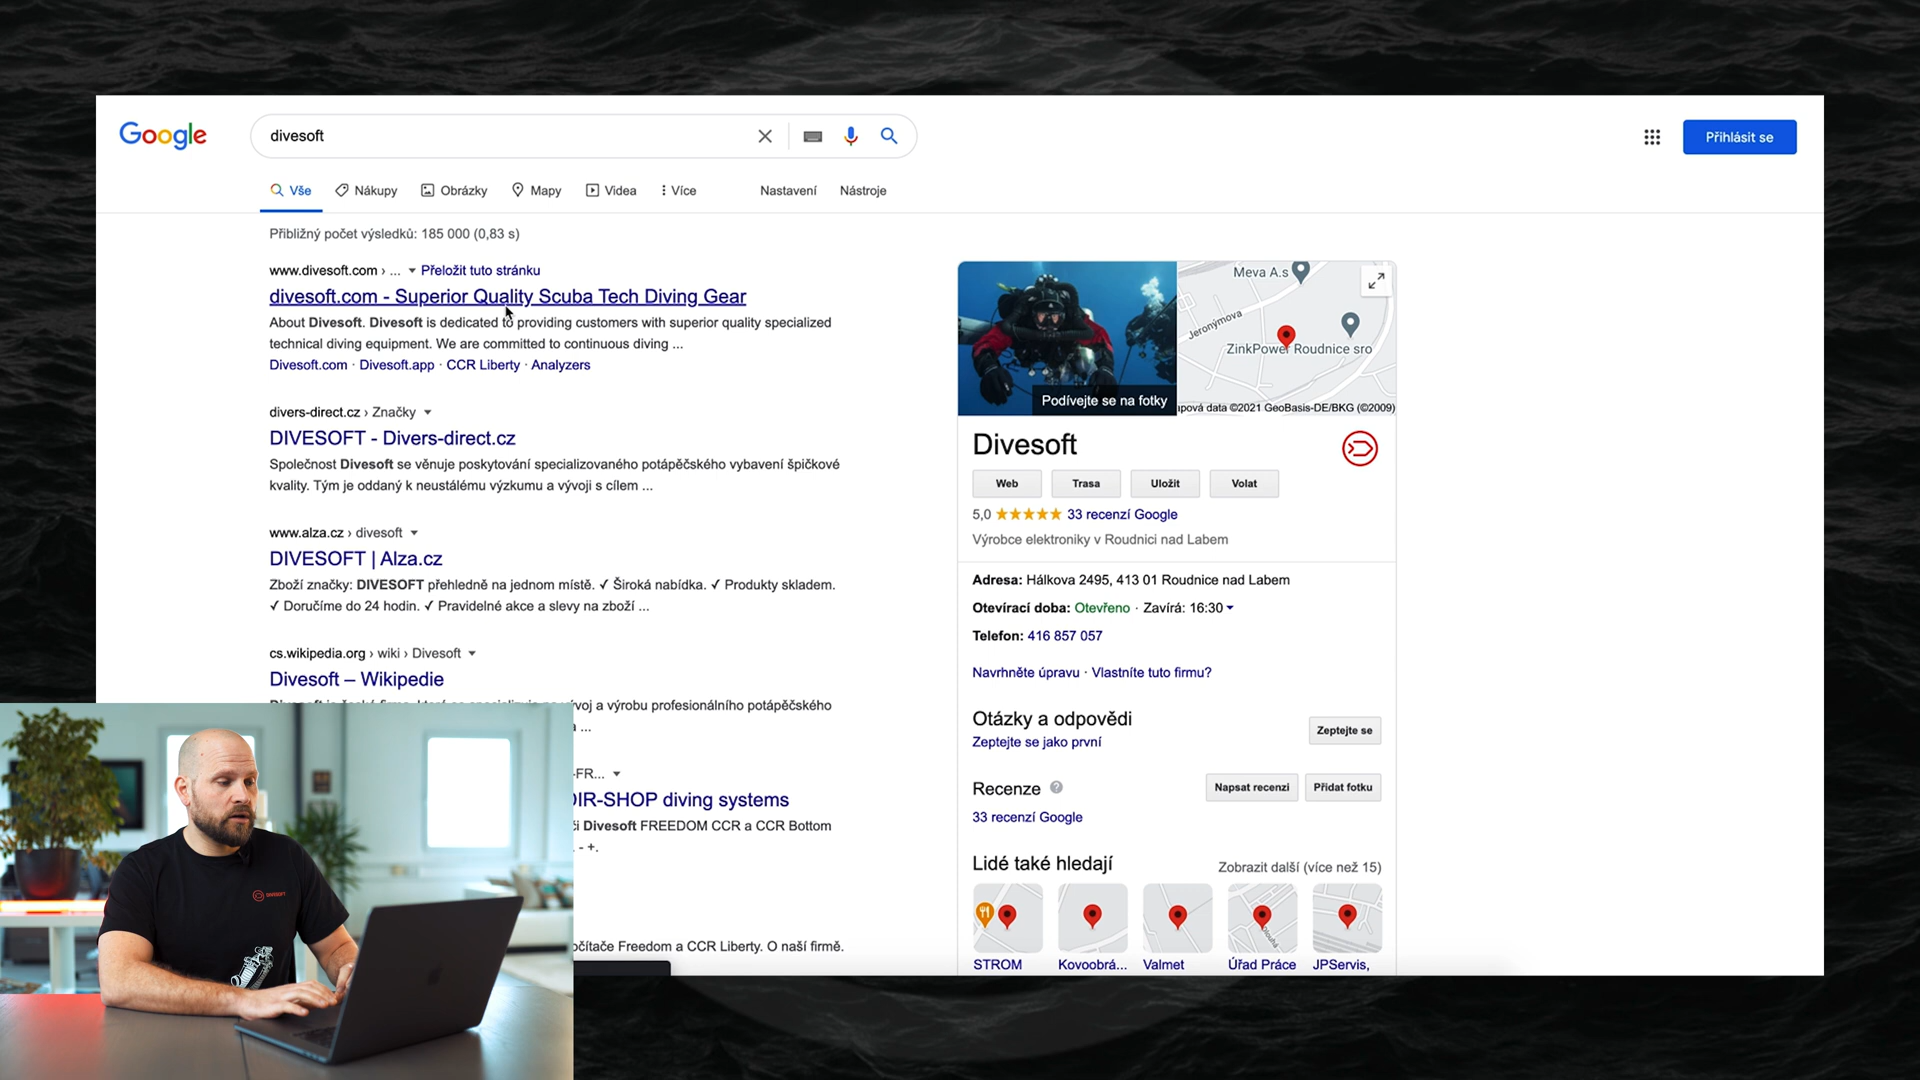 Google
divesoft
Přihlásit se
Vše
Nákupy
Obrázky
Mapy
Videa
Více
Nastavení
Nástroje
Přibližný počet výsledků: 185 000 (0,83 s)
www.divesoft.com › ... Přeložit tuto stránku
divesoft.com - Superior Quality Scuba Tech Diving Gear
About Divesoft. Divesoft is dedicated to providing customers with superior quality specialized
technical diving equipment. We are committed to continuous diving ...
Divesoft.com · Divesoft.app · CCR Liberty · Analyzers
divers-direct.cz › Značky
DIVESOFT - Divers-direct.cz
Společnost Divesoft se věnuje poskytování specializovaného potápěčského vybavení špičkové
kvality. Tým je oddaný k neustálému výzkumu a vývoji s cílem ...
www.alza.cz › divesoft
DIVESOFT | Alza.cz
Zboží značky: DIVESOFT přehledně na jednom místě. ✓ Široká nabídka. ✓ Produkty skladem.
✓ Doručíme do 24 hodin. ✓ Pravidelné akce a slevy na zboží ...
cs.wikipedia.org › wiki › Divesoft
Divesoft – Wikipedie
voj a výrobu profesionálního potápěčského
...
-FR...
DIR-SHOP diving systems
Divesoft FREEDOM CCR a CCR Bottom
- +.
Freedom a CCR Liberty. O naší firmě.
Podívejte se na fotky
Meva A.s
Jeronýmova
ZinkPower Roudnice sro
data ©2021 GeoBasis-DE/BKG (©2009)
Divesoft
Web
Trasa
Uložit
Volat
5,0 ★★★★★ 33 recenzí Google
Výrobce elektroniky v Roudnici nad Labem
Adresa: Hálkova 2495, 413 01 Roudnice nad Labem
Otevírací doba: Otevřeno · Zavírá: 16:30
Telefon: 416 857 057
Navrhněte úpravu · Vlastníte tuto firmu?
Otázky a odpovědi
Zeptejte se jako první
Zeptejte se
Recenze
Napsat recenzi
Přidat fotku
33 recenzí Google
Lidé také hledají
Zobrazit další (více než 15)
Dlouhá
STROM
Kovoobrá...
Valmet
Úřad Práce
JPServis,
DIVESOFT